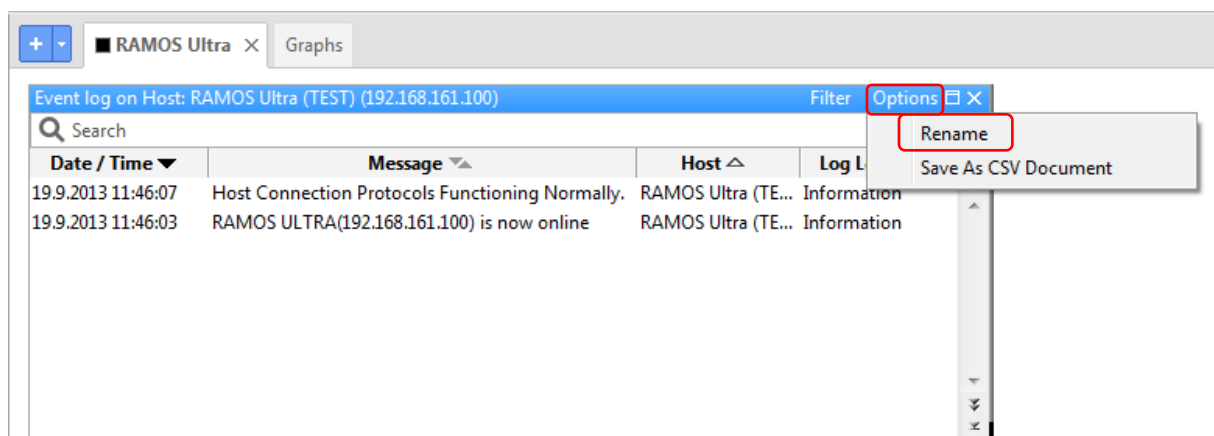 + RAMOS Ultra × Graphs
Event log on Host: RAMOS Ultra (TEST) (192.168.161.100) Filter Options
Search
Rename
Save As CSV Document
Date / Time Message Host Log L
19.9.2013 11:46:07 Host Connection Protocols Functioning Normally. RAMOS Ultra (TE... Information
19.9.2013 11:46:03 RAMOS ULTRA(192.168.161.100) is now online RAMOS Ultra (TE... Information